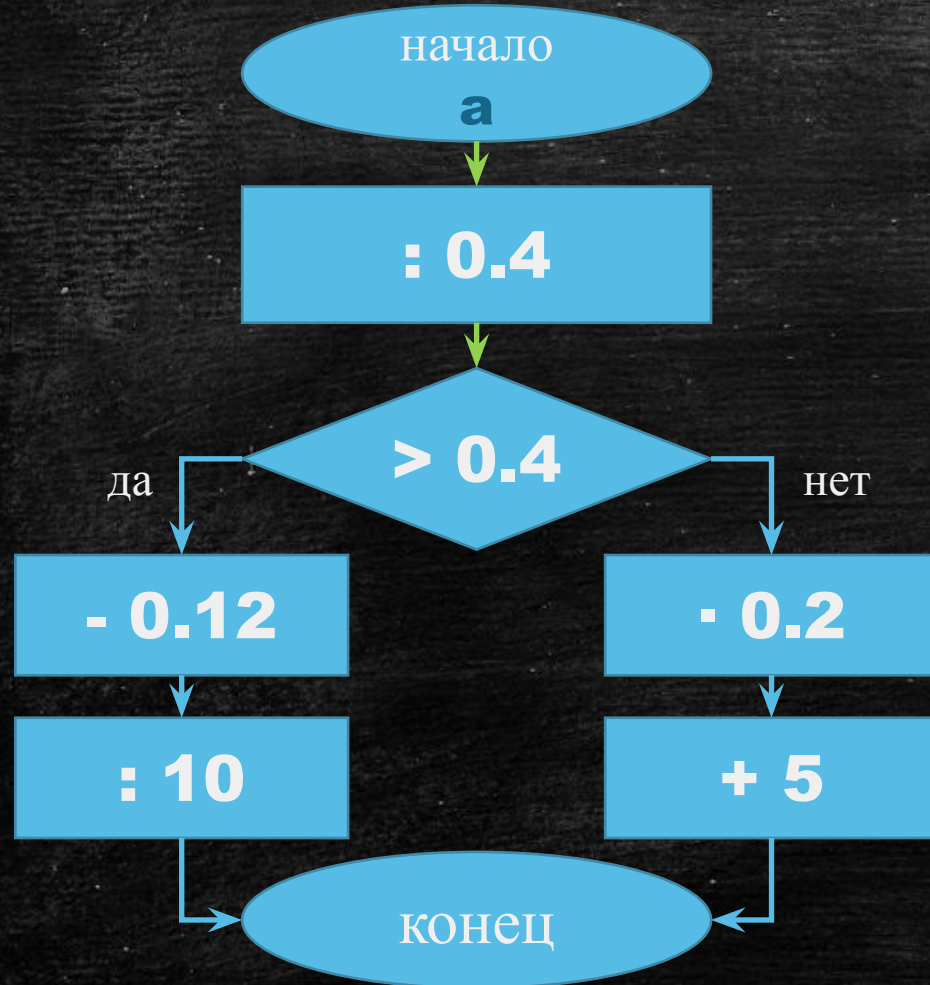 начало
a
: 0.4
> 0.4
да
нет
- 0.12
· 0.2
: 10
+ 5
конец